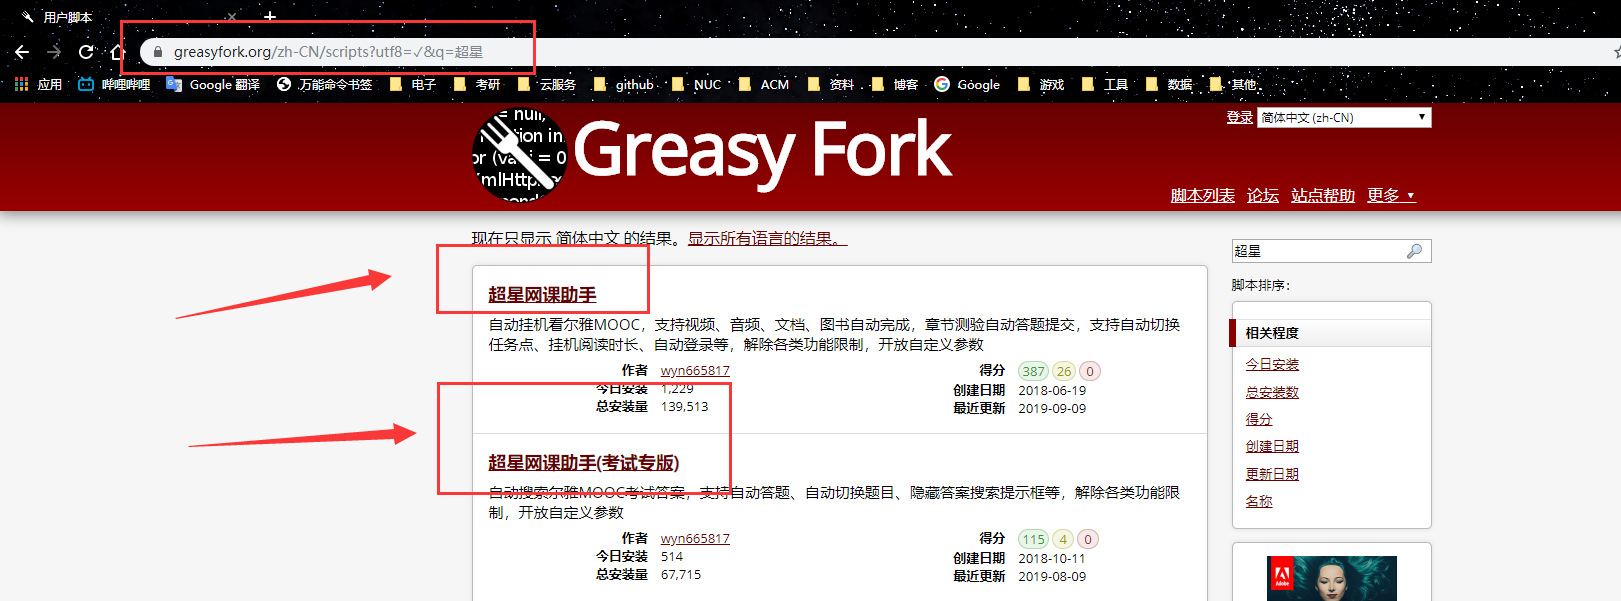 用户脚本
greasyfork.org/zh-CN/scripts?utf8=✓&q=超星
应用 哔哩哔哩 Google 翻译 万能命令书签 电子 考研 云服务 github NUC ACM 资料 博客 Google 游戏 工具 数据 其他
= null,
or (va i = 0
mlHttp
Greasy Fork
登录 简体中文 (zh-CN)
脚本列表 论坛 站点帮助 更多
现在只显示 简体中文 的结果。显示所有语言的结果。
超星
脚本排序：
超星网课助手
自动挂机看尔雅MOOC，支持视频、音频、文档、图书自动完成，章节测验自动答题提交，支持自动切换
任务点、挂机阅读时长、自动登录等，解除各类功能限制，开放自定义参数
作者 wyn665817 得分 387 26 0
今日安装 1,229 创建日期 2018-06-19
总安装量 139,513 最近更新 2019-09-09
超星网课助手(考试专版)
自动搜索尔雅MOOC考试答案，支持自动答题、自动切换题目、隐藏答案搜索提示框等，解除各类功能限
制，开放自定义参数
作者 wyn665817 得分 115 4 0
今日安装 514 创建日期 2018-10-11
总安装量 67,715 最近更新 2019-08-09
相关程度
今日安装
总安装数
得分
创建日期
更新日期
名称
Adobe